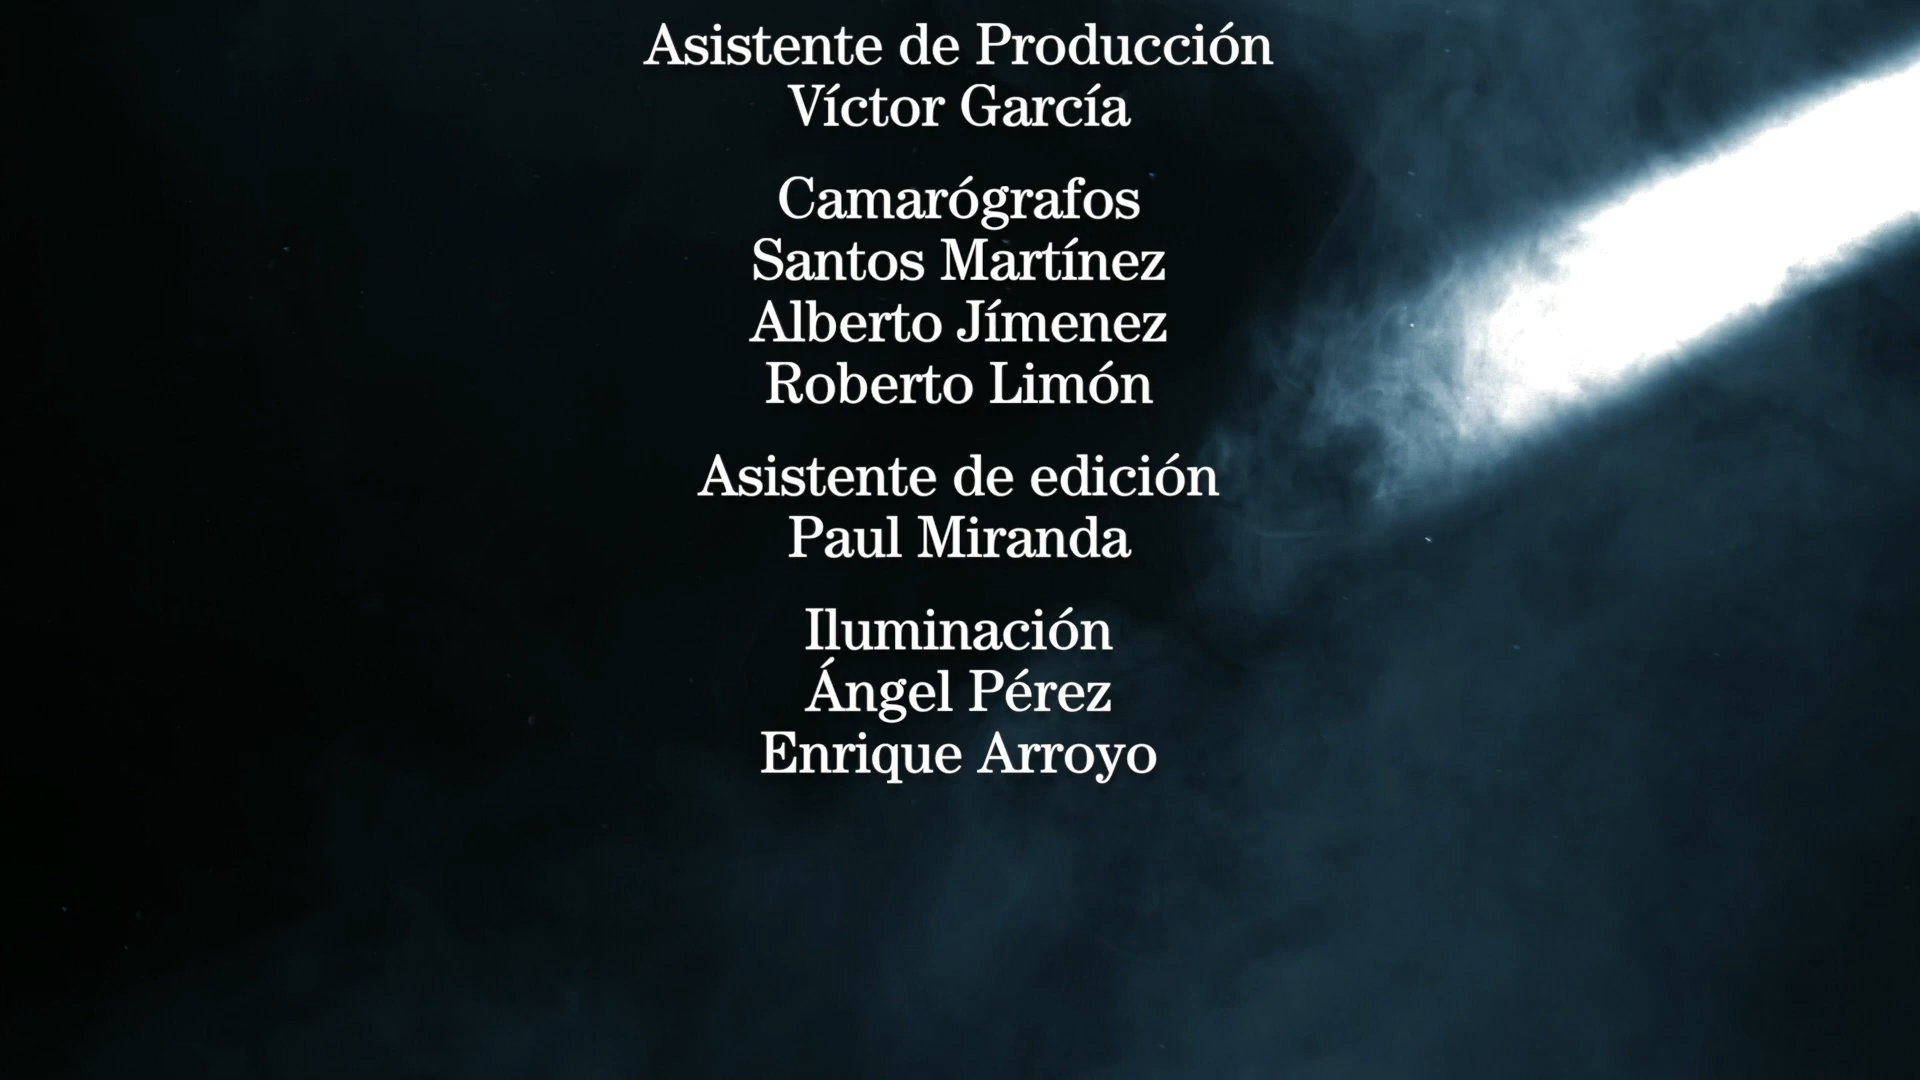 Asistente de Producción
Víctor García
Camarógrafos
Santos Martínez
Alberto Jímenez
Roberto Limón
Asistente de edición
Paul Miranda
Iluminación
Ángel Pérez
Enrique Arroyo